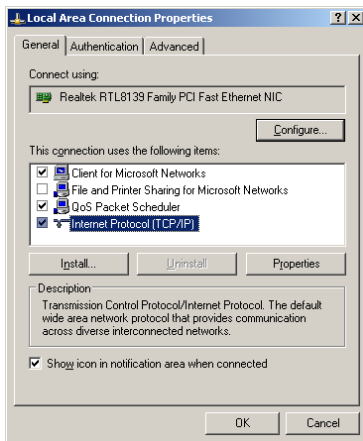 Local Area Connection Properties
General Authentication Advanced
Connect using:
Realtek RTL8139 Family PCI Fast Ethernet NIC
Configure...
This connection uses the following items:
Client for Microsoft Networks
File and Printer Sharing for Microsoft Networks
QoS Packet Scheduler
Internet Protocol (TCP/IP)
Install... Uninstall Properties
Description
Transmission Control Protocol/Internet Protocol. The default
wide area network protocol that provides communication
across diverse interconnected networks.
Show icon in notification area when connected
OK Cancel